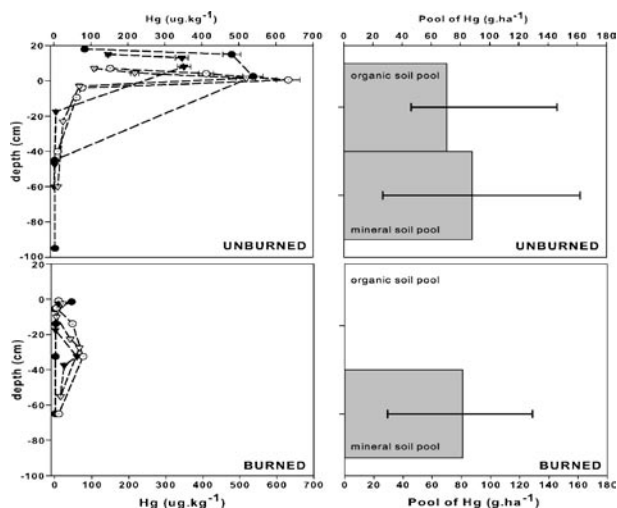 Hg (ug.kg⁻¹)
0 100 200 300 400 500 600 700
Pool of Hg (g.ha⁻¹)
0 20 40 60 80 100 120 140 160 180
20
0
-20
-40
-60
-80
-100
depth (cm)
UNBURNED
organic soil pool
mineral soil pool
UNBURNED
20
0
-20
-40
-60
-80
-100
depth (cm)
BURNED
organic soil pool
mineral soil pool
BURNED
0 100 200 300 400 500 600 700
Hg (ug.kg⁻¹)
0 20 40 60 80 100 120 140 160 180
Pool of Hg (g.ha⁻¹)